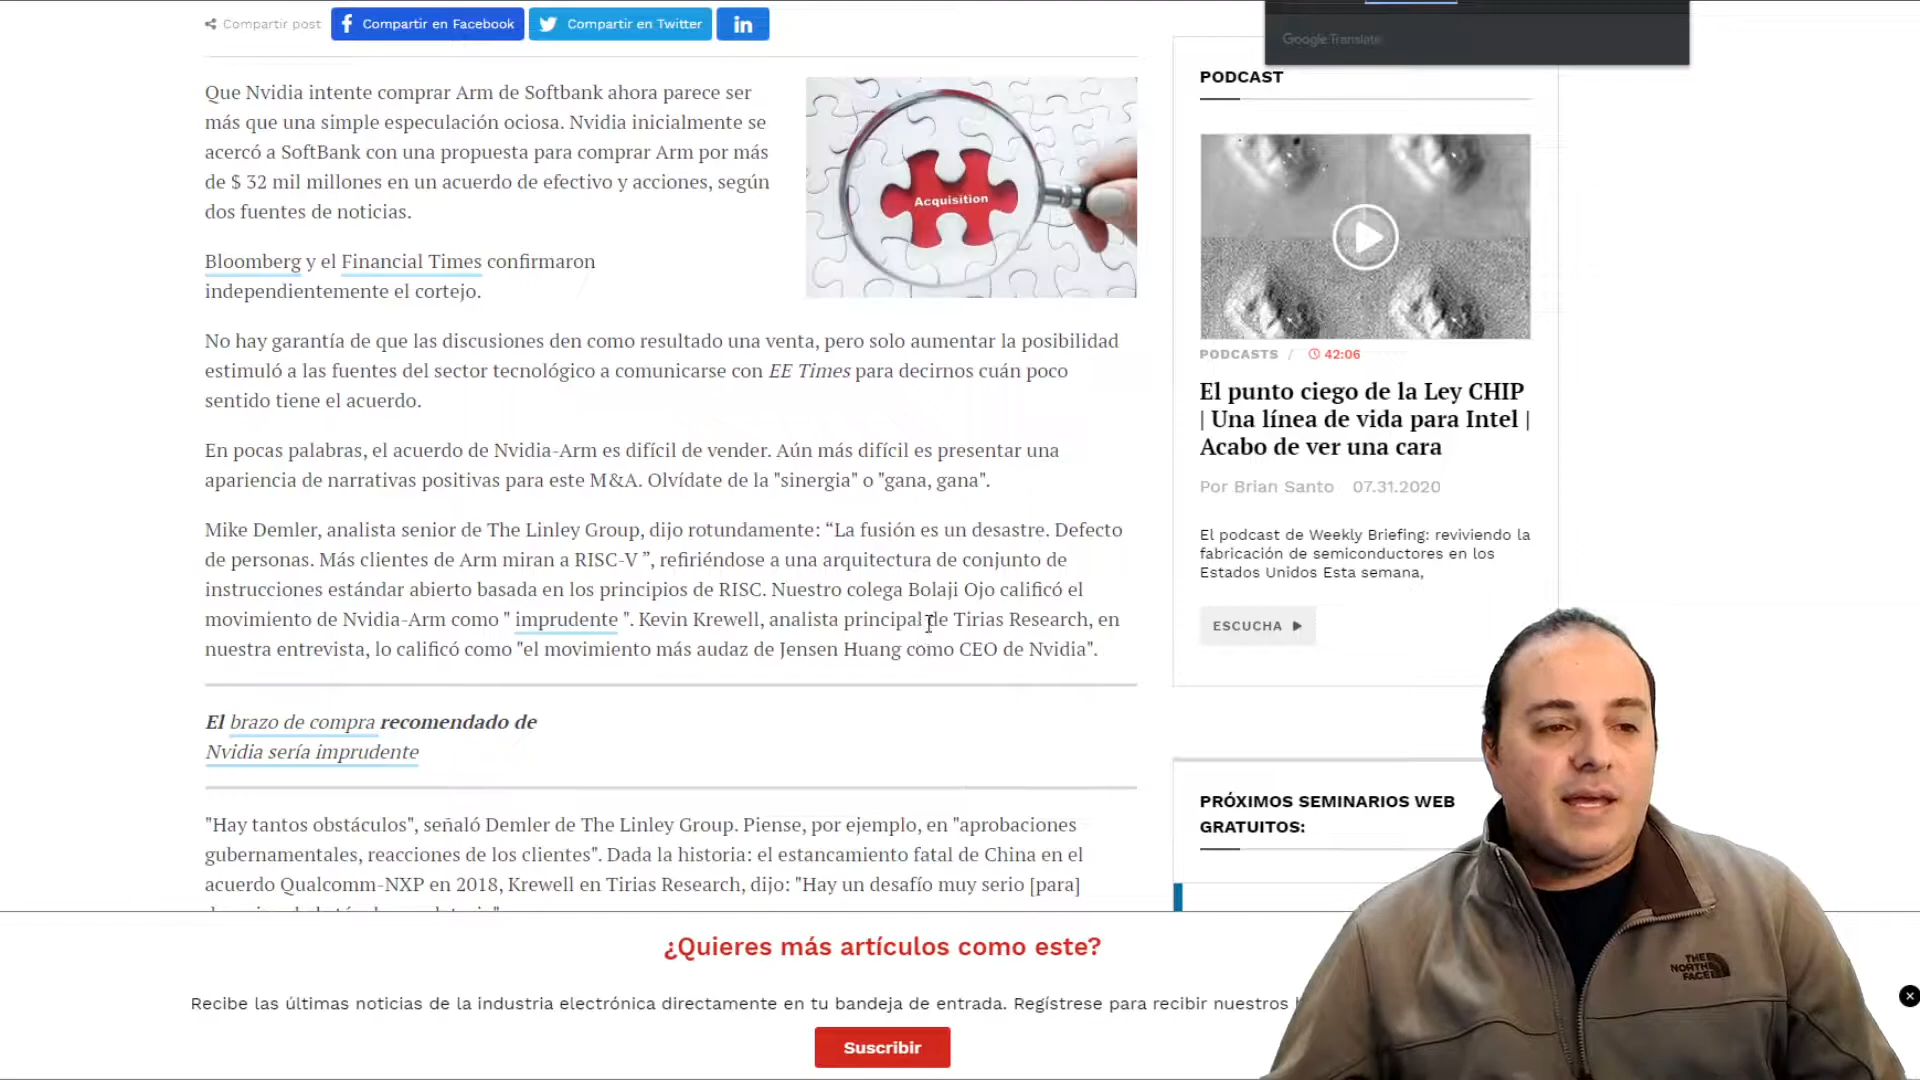 Compartir post
Compartir en Facebook
Compartir en Twitter
in
Google Translate
Que Nvidia intente comprar Arm de Softbank ahora parece ser
más que una simple especulación ociosa. Nvidia inicialmente se
acercó a SoftBank con una propuesta para comprar Arm por más
de $ 32 mil millones en un acuerdo de efectivo y acciones, según
dos fuentes de noticias.
Acquisition
Bloomberg y el Financial Times confirmaron
independientemente el cortejo.
No hay garantía de que las discusiones den como resultado una venta, pero solo aumentar la posibilidad
estimuló a las fuentes del sector tecnológico a comunicarse con EE Times para decirnos cuán poco
sentido tiene el acuerdo.
En pocas palabras, el acuerdo de Nvidia-Arm es difícil de vender. Aún más difícil es presentar una
apariencia de narrativas positivas para este M&A. Olvídate de la "sinergia" o "gana, gana".
Mike Demler, analista senior de The Linley Group, dijo rotundamente: “La fusión es un desastre. Defecto
de personas. Más clientes de Arm miran a RISC-V ”, refiriéndose a una arquitectura de conjunto de
instrucciones estándar abierto basada en los principios de RISC. Nuestro colega Bolaji Ojo calificó el
movimiento de Nvidia-Arm como " imprudente ". Kevin Krewell, analista principal de Tirias Research, en
nuestra entrevista, lo calificó como "el movimiento más audaz de Jensen Huang como CEO de Nvidia".
El brazo de compra recomendado de
Nvidia sería imprudente
"Hay tantos obstáculos", señaló Demler de The Linley Group. Piense, por ejemplo, en "aprobaciones
gubernamentales, reacciones de los clientes". Dada la historia: el estancamiento fatal de China en el
acuerdo Qualcomm-NXP en 2018, Krewell en Tirias Research, dijo: "Hay un desafío muy serio [para]
PODCAST
PODCASTS / 42:06
El punto ciego de la Ley CHIP
| Una línea de vida para Intel |
Acabo de ver una cara
Por Brian Santo 07.31.2020
El podcast de Weekly Briefing: reviviendo la
fabricación de semiconductores en los
Estados Unidos Esta semana,
ESCUCHA
PRÓXIMOS SEMINARIOS WEB
GRATUITOS:
¿Quieres más artículos como este?
Recibe las últimas noticias de la industria electrónica directamente en tu bandeja de entrada. Regístrese para recibir nuestros
Suscribir
THE
NORTH
FACE